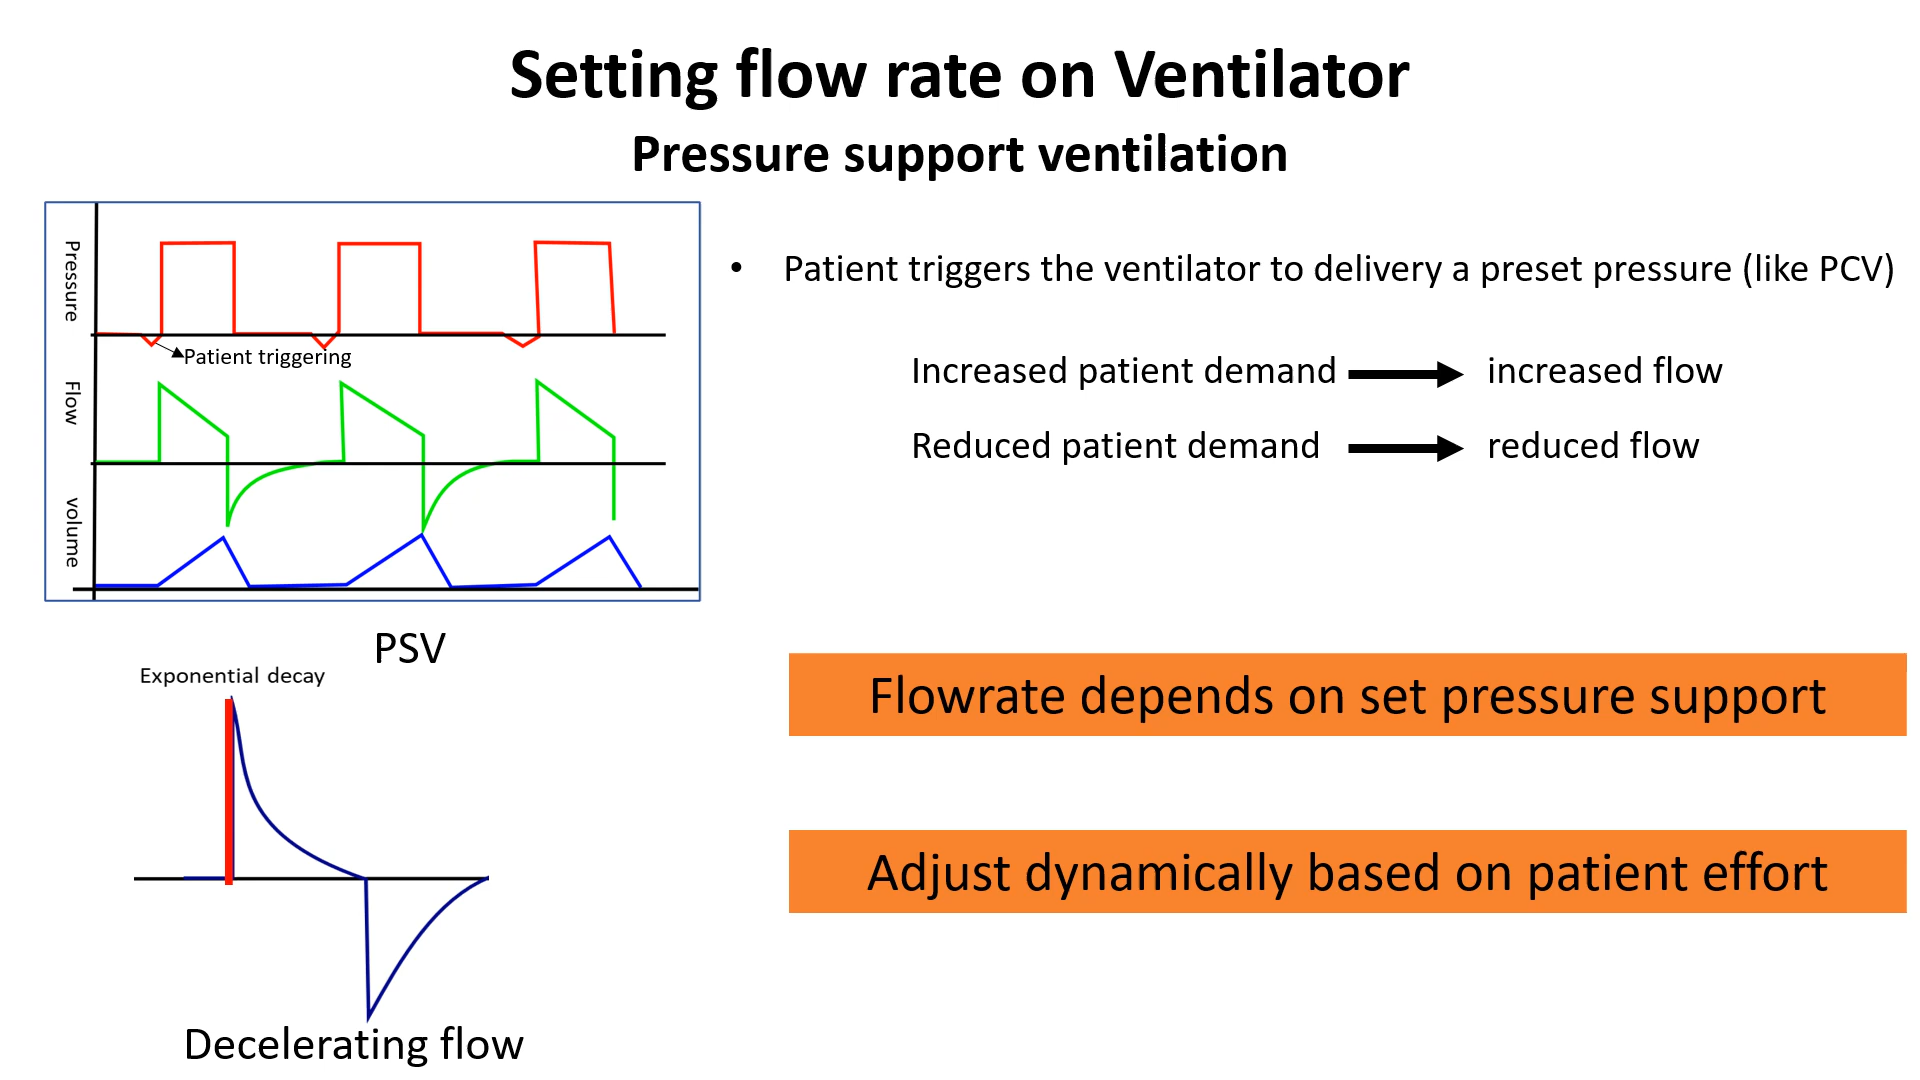 Setting flow rate on Ventilator
Pressure support ventilation
Pressure
Patient triggering
Flow
volume
PSV
Exponential decay
Decelerating flow
• Patient triggers the ventilator to delivery a preset pressure (like PCV)
Increased patient demand increased flow
Reduced patient demand reduced flow
Flowrate depends on set pressure support
Adjust dynamically based on patient effort